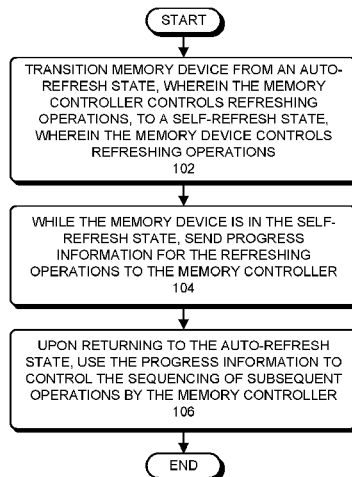 START
TRANSITION MEMORY DEVICE FROM AN AUTO-
REFRESH STATE, WHEREIN THE MEMORY
CONTROLLER CONTROLS REFRESHING
OPERATIONS, TO A SELF-REFRESH STATE,
WHEREIN THE MEMORY DEVICE CONTROLS
REFRESHING OPERATIONS
102
WHILE THE MEMORY DEVICE IS IN THE SELF-
REFRESH STATE, SEND PROGRESS
INFORMATION FOR THE REFRESHING
OPERATIONS TO THE MEMORY CONTROLLER
104
UPON RETURNING TO THE AUTO-REFRESH
STATE, USE THE PROGRESS INFORMATION TO
CONTROL THE SEQUENCING OF SUBSEQUENT
OPERATIONS BY THE MEMORY CONTROLLER
106
END